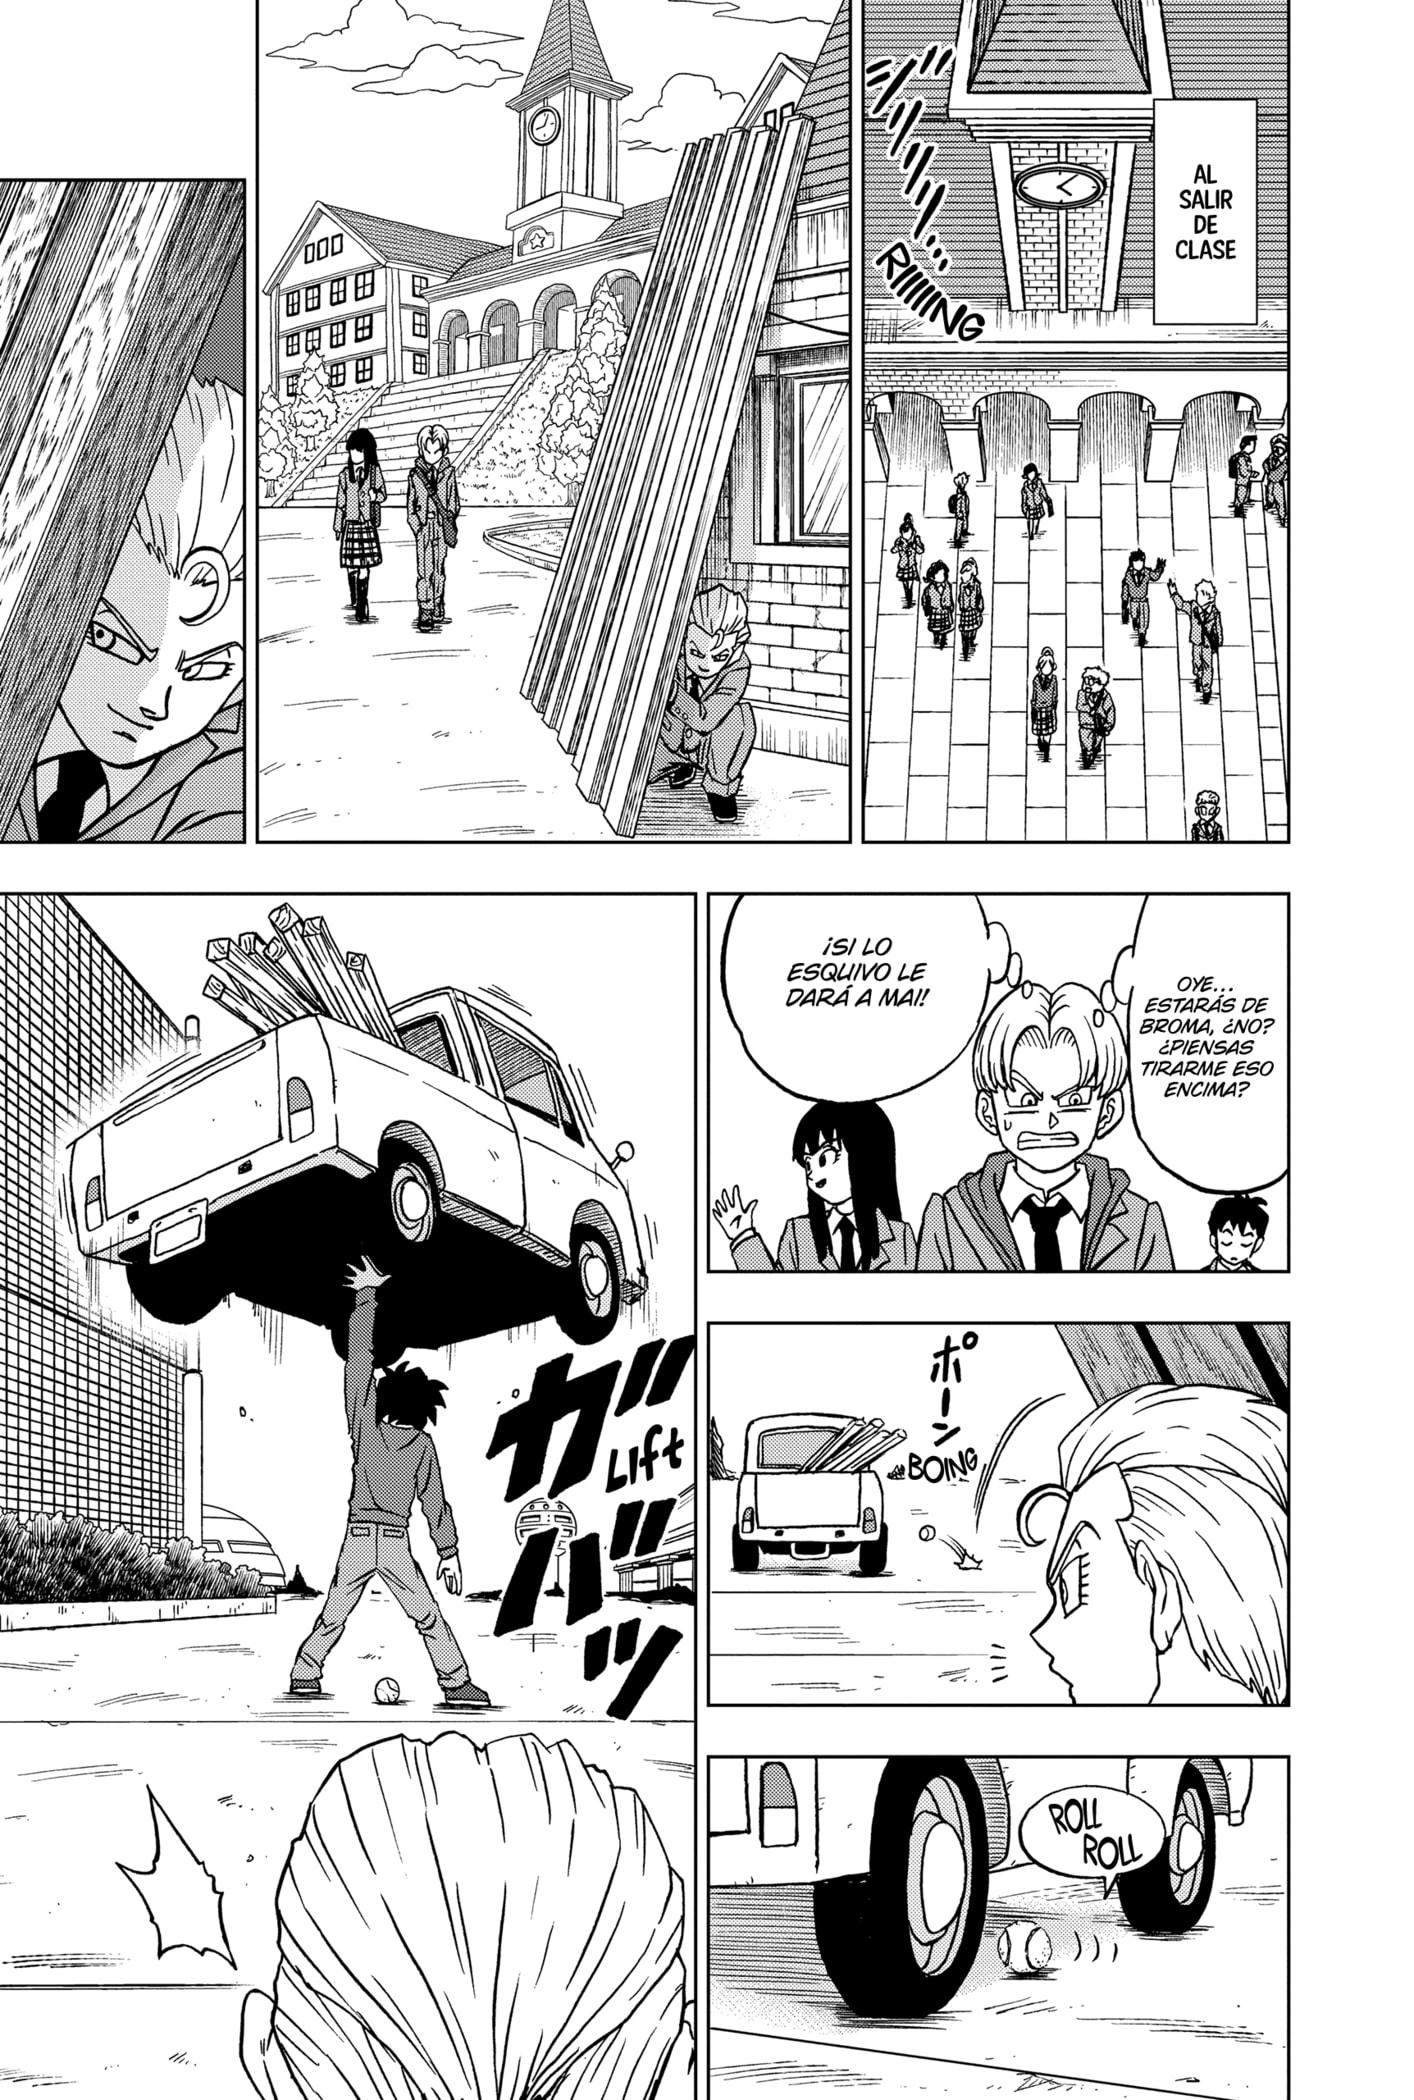 AL
SALIR
DE
CLASE
ジリリリリ…
RIIIIIING
OYE...
ESTARÁS DE
BROMA, ¿NO?
¿PIENSAS
TIRARME ESO
ENCIMA?
¡SI LO
ESQUIVO LE
DARÁ A MAI!
ポーン
BOING
ROLL
ROLL
ガバッ
LIFT